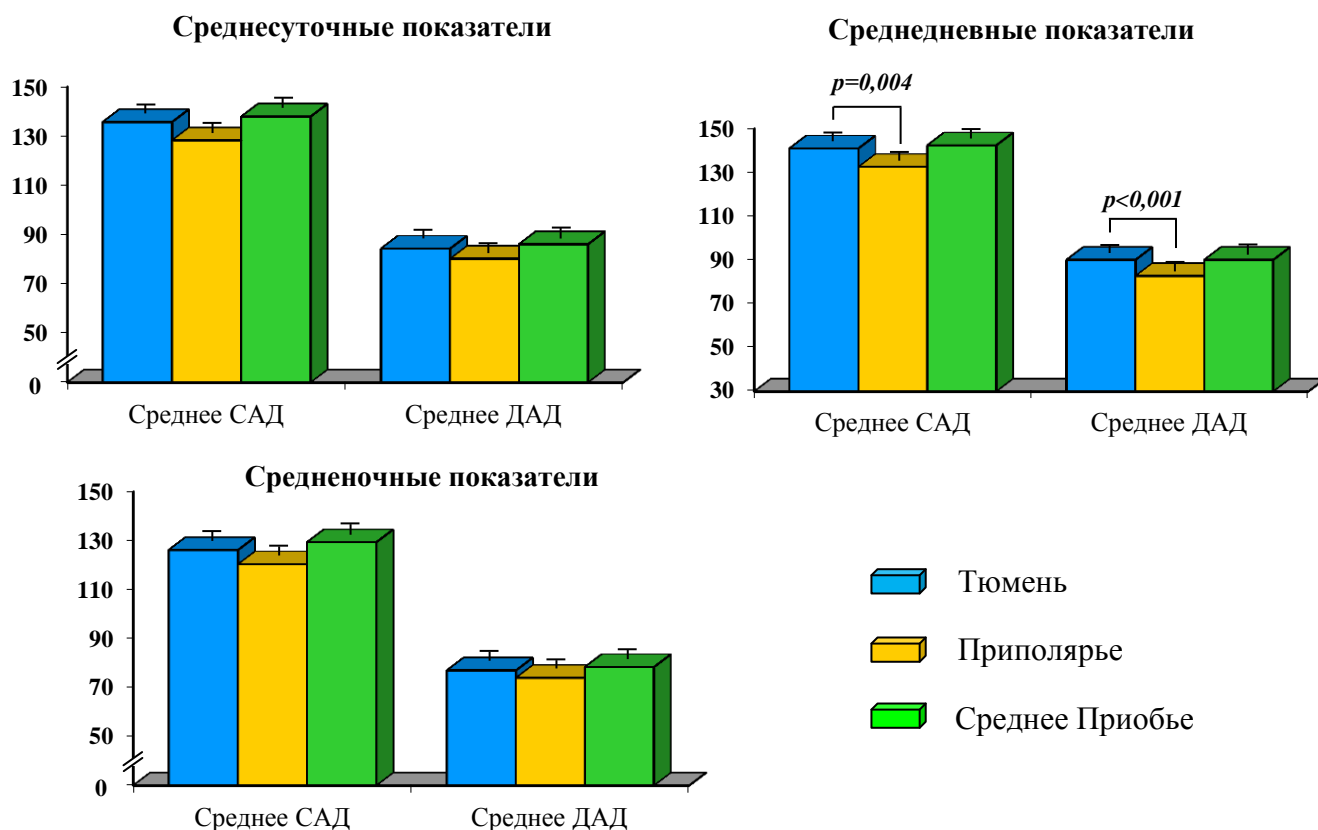 Среднесуточные показатели
150
130
110
90
70
50
0
Среднее САД Среднее ДАД
Среднедневные показатели
p=0,004
p<0,001
150
130
110
90
70
50
30
Среднее САД Среднее ДАД
Средненочные показатели
150
130
110
90
70
50
0
Среднее САД Среднее ДАД
Тюмень
Приполярье
Среднее Приобье